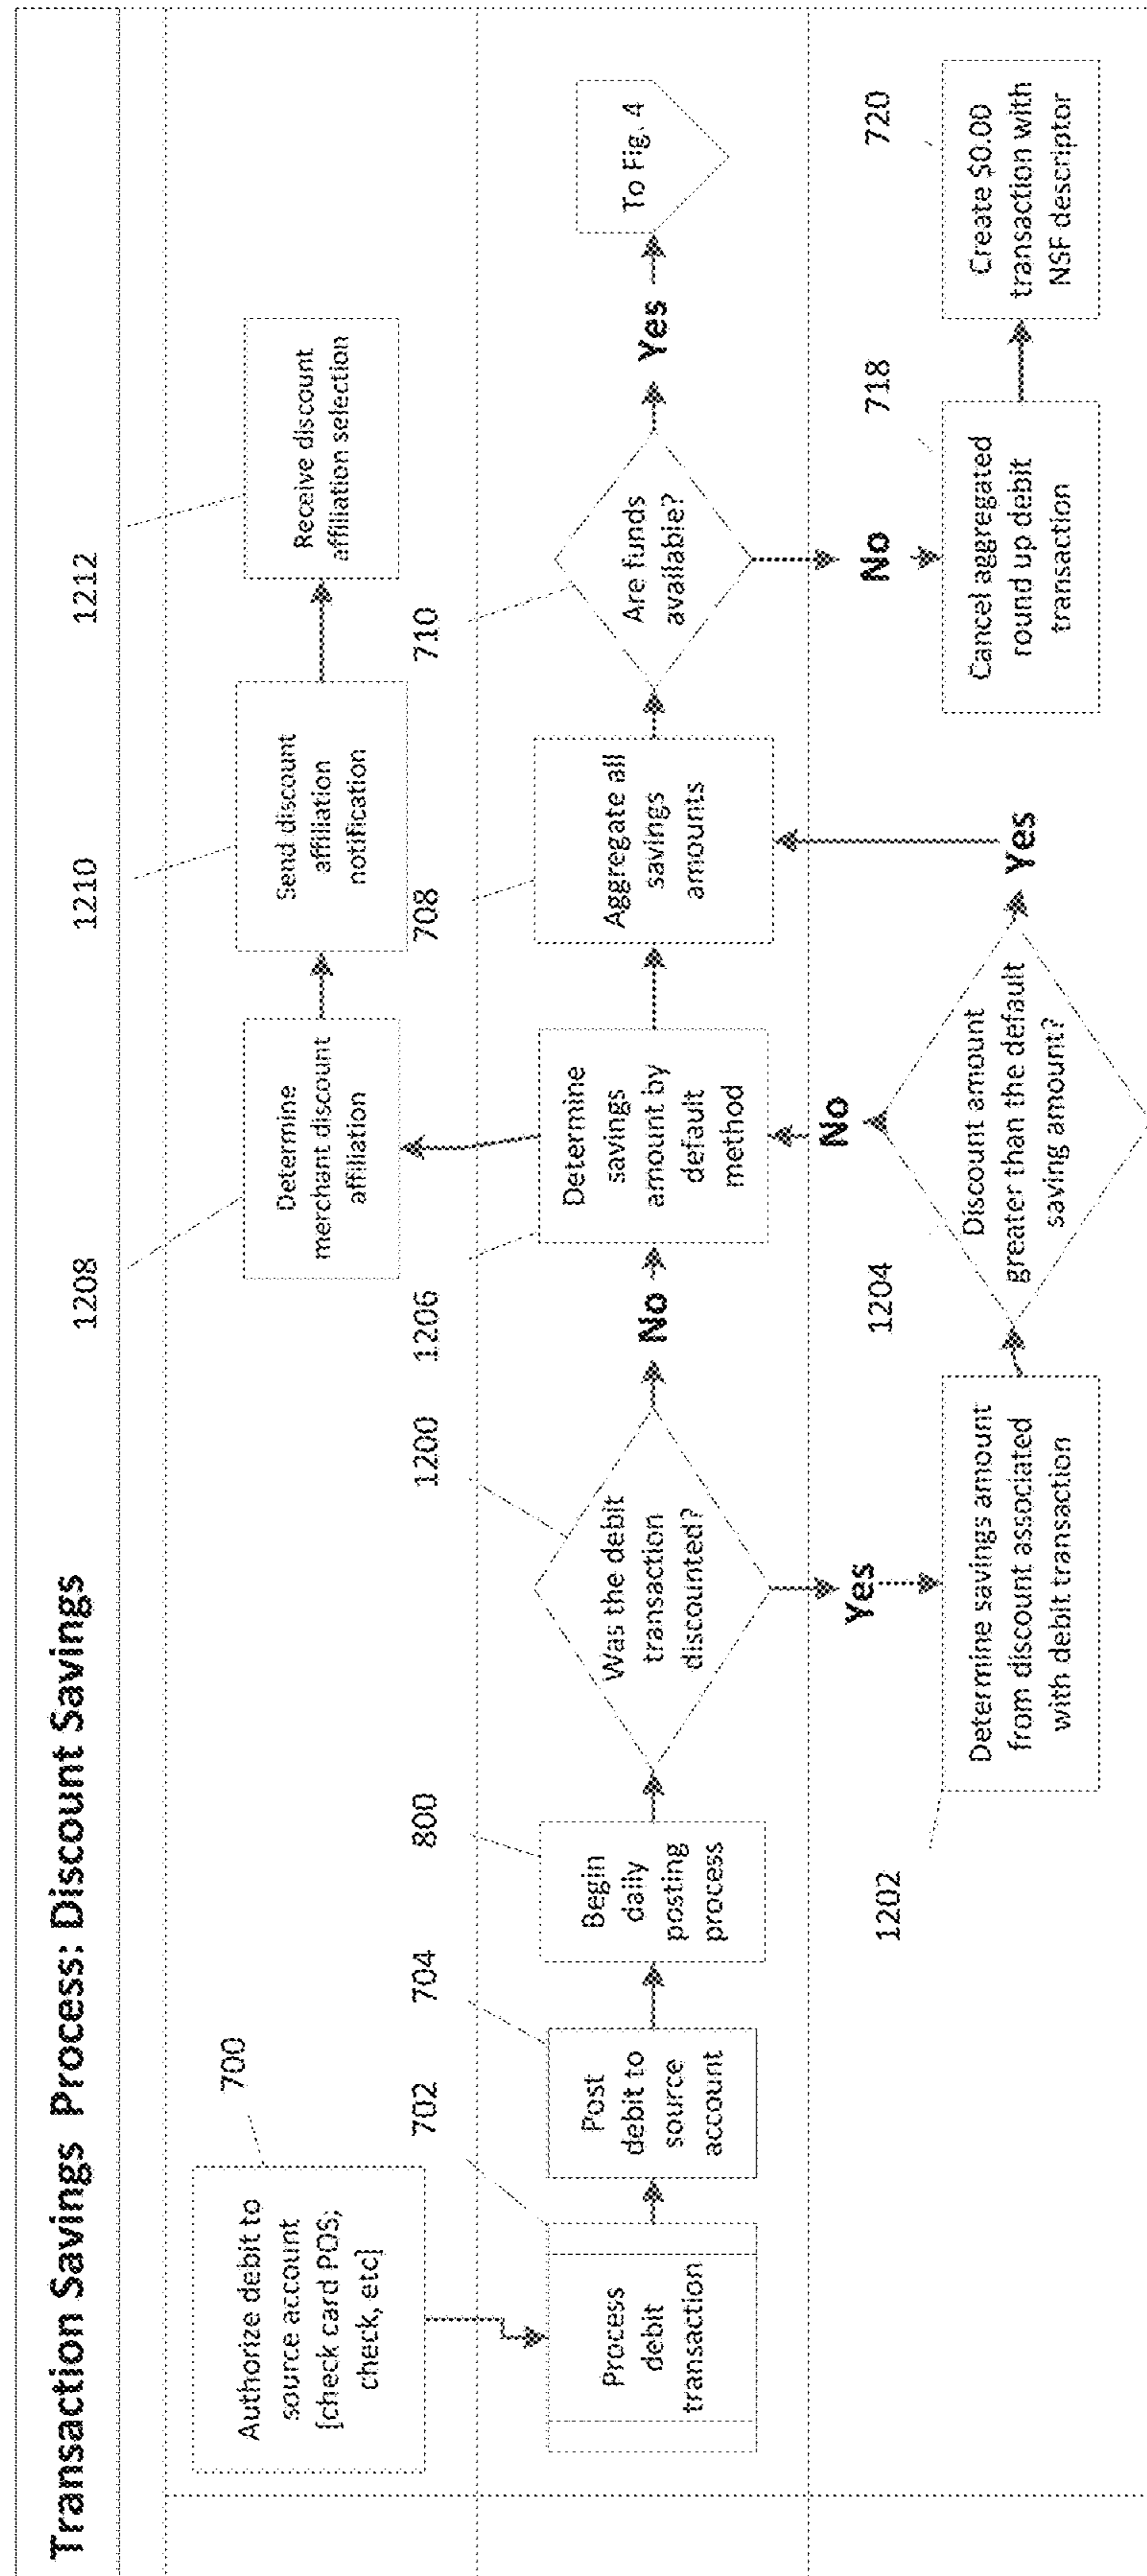 Transaction Savings Process: Discount Savings
700
Authorize debit to
source account
[check card POS;
check, etc]
1208
Determine
merchant discount
affiliation
1210
Send discount
affiliation
notification
1212
Receive discount
affiliation selection
702
Process
debit
transaction
704
Post
debit to
source
account
800
Begin
daily
posting
process
1200
Was the debit
transaction
discounted?
No
1206
Determine
savings
amount by
default
method
708
Aggregate all
savings
amounts
710
Are funds
available?
Yes
To Fig. 4
Yes
1202
Determine savings amount
from discount associated
with debit transaction
1204
Discount amount
greater than the default
saving amount?
No
Yes
No
718
Cancel aggregated
round up debit
transaction
720
Create $0.00
transaction with
NSF descriptor